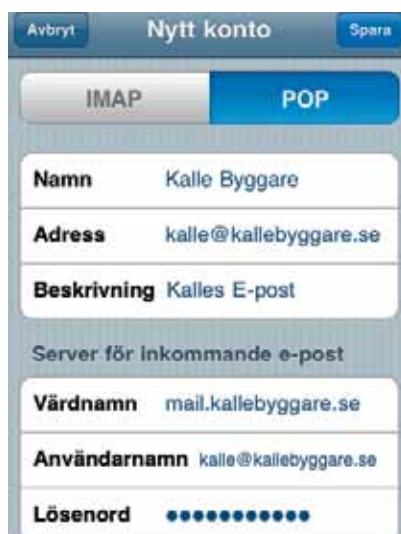 Avbryt Nytt konto Spara
IMAP POP
Namn Kalle Byggare
Adress kalle@kallebyggare.se
Beskrivning Kalles E-post
Server för inkommande e-post
Värdnamn mail.kallebyggare.se
Användarnamn kalle@kallebyggare.se
Lösenord ●●●●●●●●●●●